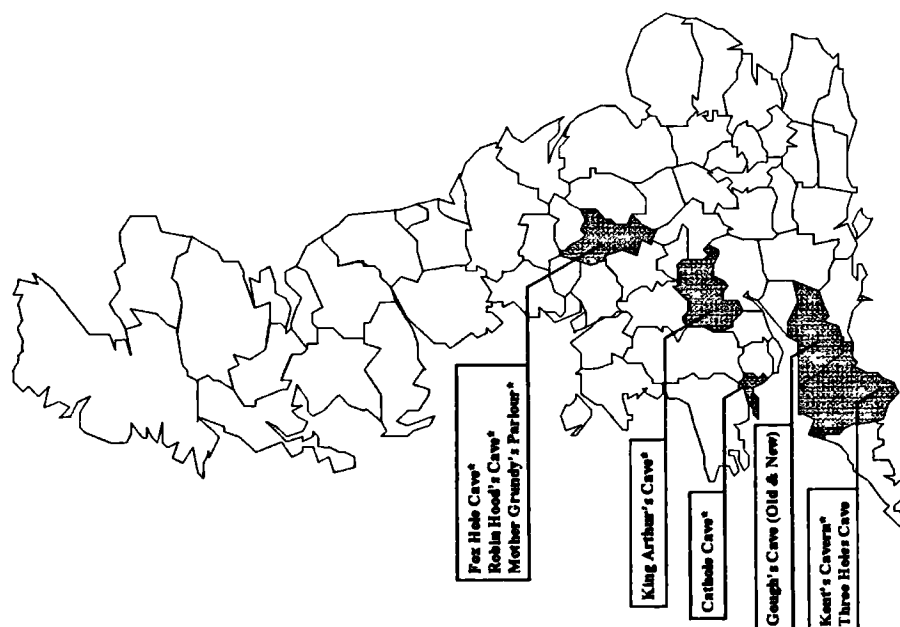 Fox Hole Cave*
Robin Hood's Cave*
Mother Grundy's Parlour*
King Arthur's Cave*
Cathole Cave*
Gough's Cave (Old & New)
Kent's Cavern*
Three Holes Cave